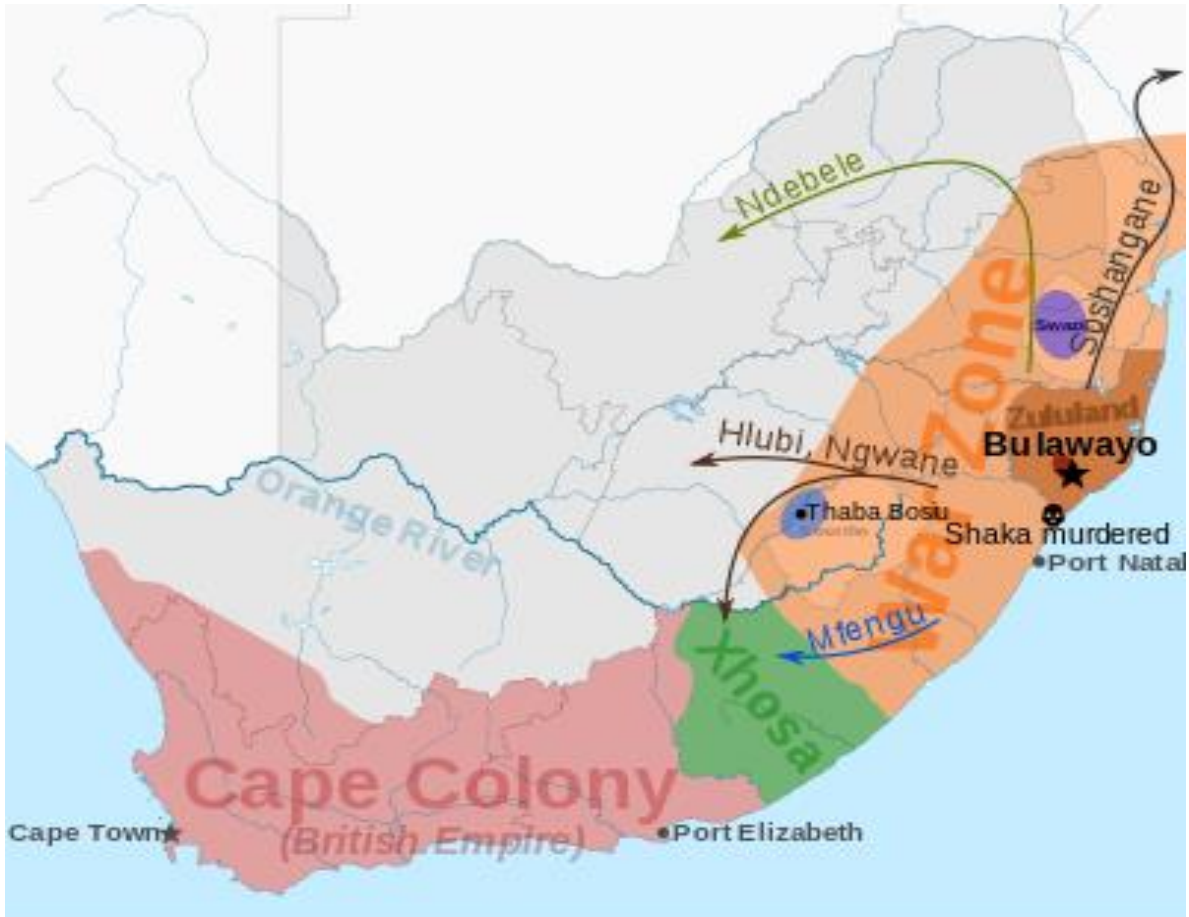 Ndebele
Soshangane
Swazi
War Zone
Zululand
Bulawayo
Hlubi, Ngwane
Thaba Bosiu
Shaka murdered
Port Natal
Orange River
Mfengu
Xhosa
Cape Colony
(British Empire)
Cape Town
Port Elizabeth